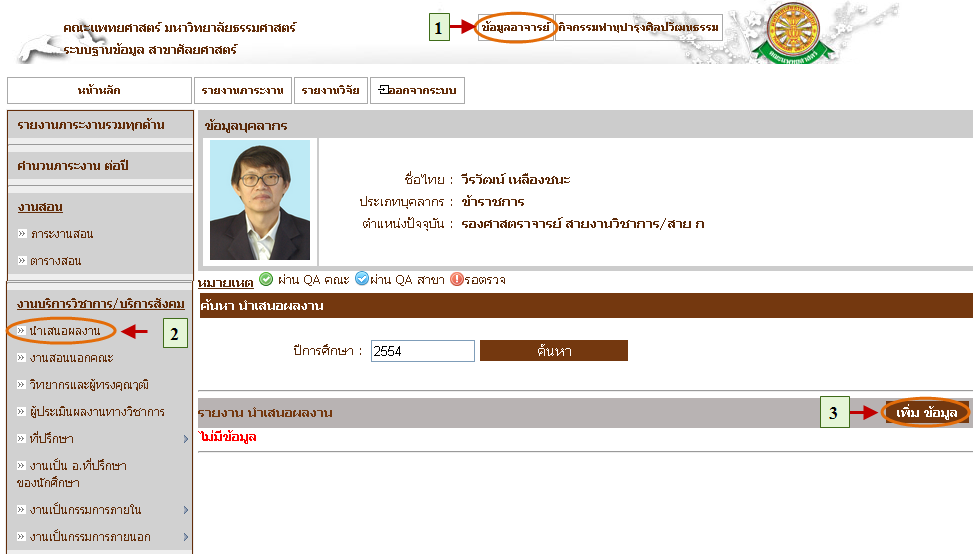 คณะแพทยศาสตร์ มหาวิทยาลัยธรรมศาสตร์
ระบบฐานข้อมูล สาขาศัลยศาสตร์
1
ข้อมูลอาจารย์
กิจกรรมทำนุบำรุงศิลปวัฒนธรรม
หน้าหลัก
รายงานภาระงาน
รายงานวิจัย
ออกจากระบบ
รายงานภาระงานรวมทุกด้าน
คำนวนภาระงาน ต่อปี
งานสอน
ภาระงานสอน
ตารางสอน
งานบริการวิชาการ/บริการสังคม
นำเสนอผลงาน
2
งานสอนนอกคณะ
วิทยากรและผู้ทรงคุณวุฒิ
ผู้ประเมินผลงานทางวิชาการ
ที่ปรึกษา
งานเป็น อ.ที่ปรึกษา
ของนักศึกษา
งานเป็นกรรมการภายใน
งานเป็นกรรมการภายนอก
ข้อมูลบุคลากร
ชื่อไทย : วีรวัฒน์ เหลืองชนะ
ประเภทบุคลากร : ข้าราชการ
ตำแหน่งปัจจุบัน : รองศาสตราจารย์ สายงานวิชาการ/สาย ก
หมายเหตุ ผ่าน QA คณะ ผ่าน QA สาขา รอตรวจ
ค้นหา นำเสนอผลงาน
ปีการศึกษา : 2554 ค้นหา
รายงาน นำเสนอผลงาน
3
เพิ่ม ข้อมูล
ไม่มีข้อมูล